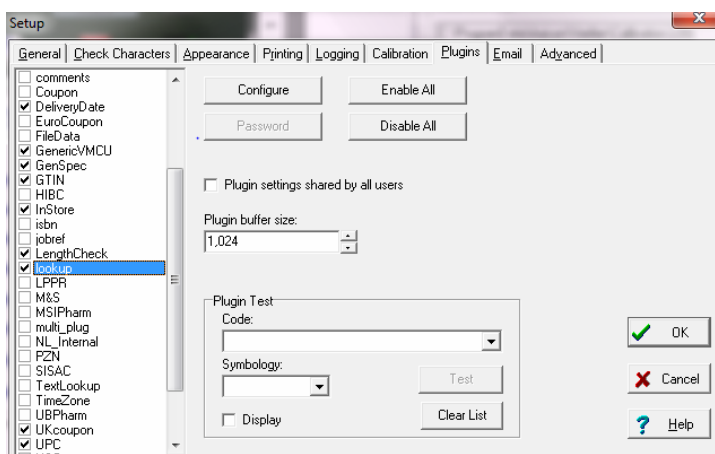 Setup
General
Check Characters
Appearance
Printing
Logging
Calibration
Plugins
Email
Advanced
comments
Coupon
DeliveryDate
EuroCoupon
FileData
GenericVMCU
GenSpec
GTIN
HIBC
InStore
isbn
jobref
LengthCheck
lookup
LPPR
M&S
MSIPharm
multi_plug
NL_Internal
PZN
SISAC
TextLookup
TimeZone
UBPharm
UKcoupon
UPC
Configure
Enable All
Password
Disable All
Plugin settings shared by all users
Plugin buffer size:
1,024
Plugin Test
Code:
Symbology:
Test
Display
Clear List
OK
Cancel
Help